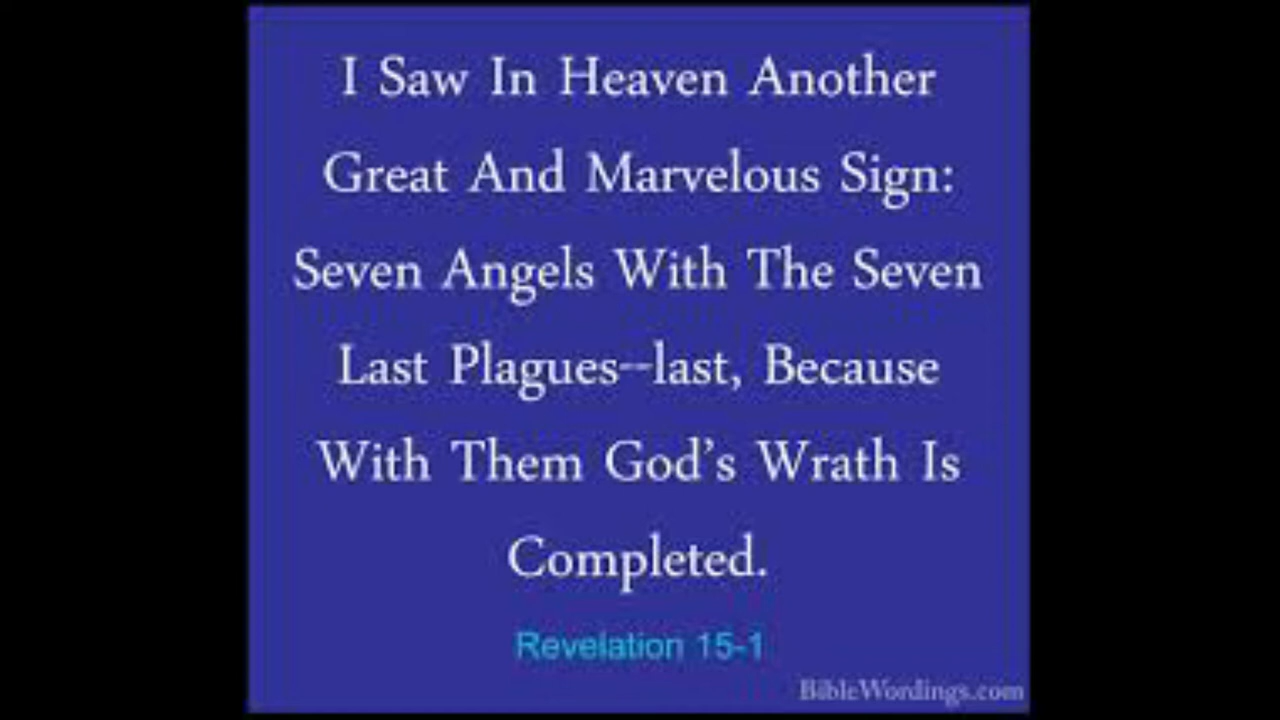 I Saw In Heaven Another
Great And Marvelous Sign:
Seven Angels With The Seven
Last Plagues--last, Because
With Them God's Wrath Is
Completed.
Revelation 15-1
BibleWordings.com